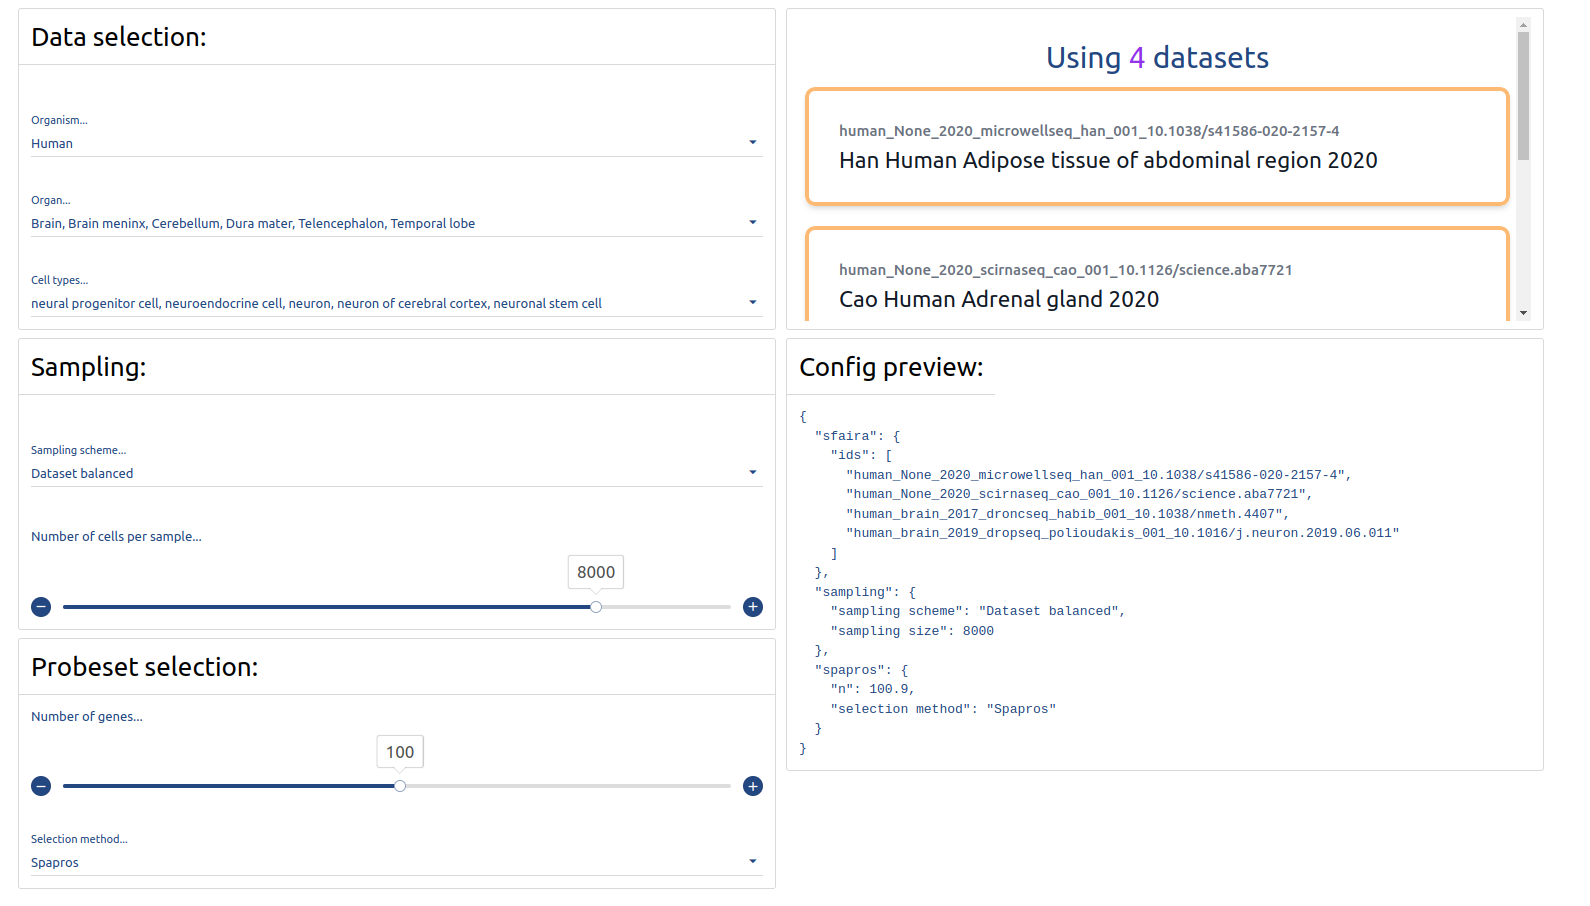 Data selection:
Organism...
Human
Organ...
Brain, Brain meninx, Cerebellum, Dura mater, Telencephalon, Temporal lobe
Cell types...
neural progenitor cell, neuroendocrine cell, neuron, neuron of cerebral cortex, neuronal stem cell
Using 4 datasets
human_None_2020_microwellseq_han_001_10.1038/s41586-020-2157-4
Han Human Adipose tissue of abdominal region 2020
human_None_2020_scirnaseq_cao_001_10.1126/science.aba7721
Cao Human Adrenal gland 2020
Sampling:
Sampling scheme...
Dataset balanced
Number of cells per sample...
8000
Probeset selection:
Number of genes...
100
Selection method...
Spapros
Config preview:
{
  "sfaira": {
    "ids": [
      "human_None_2020_microwellseq_han_001_10.1038/s41586-020-2157-4",
      "human_None_2020_scirnaseq_cao_001_10.1126/science.aba7721",
      "human_brain_2017_droncseq_habib_001_10.1038/nmeth.4407",
      "human_brain_2019_dropseq_polioudakis_001_10.1016/j.neuron.2019.06.011"
    ]
  },
  "sampling": {
    "sampling scheme": "Dataset balanced",
    "sampling size": 8000
  },
  "spapros": {
    "n": 100.9,
    "selection method": "Spapros"
  }
}